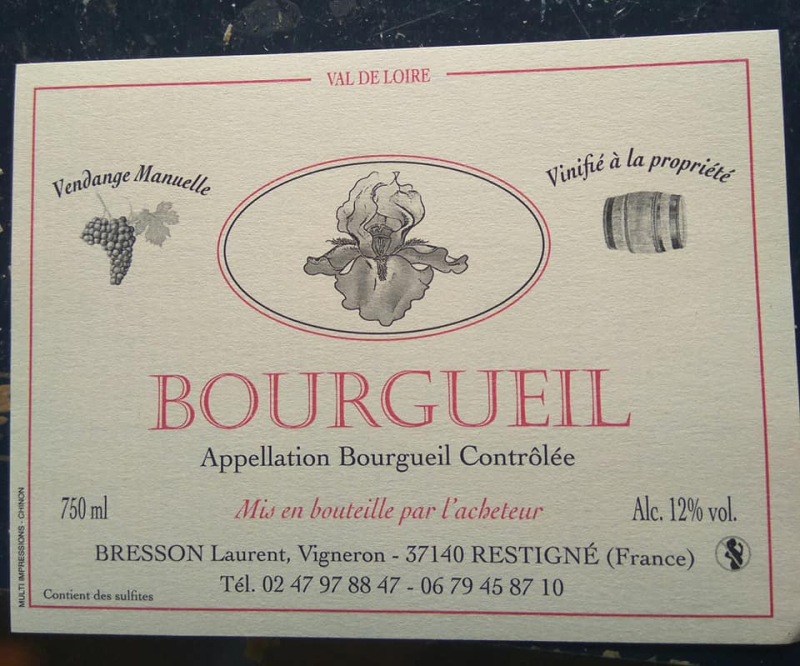 VAL DE LOIRE
Vendange Manuelle
Vinifié à la propriété
BOURGUEIL
Appellation Bourgueil Contrôlée
750 ml
Mis en bouteille par l'acheteur
Alc. 12% vol.
BRESSON Laurent, Vigneron - 37140 RESTIGNÉ (France)
Tél. 02 47 97 88 47 - 06 79 45 87 10
Contient des sulfites
MULTI IMPRESSIONS - CHINON